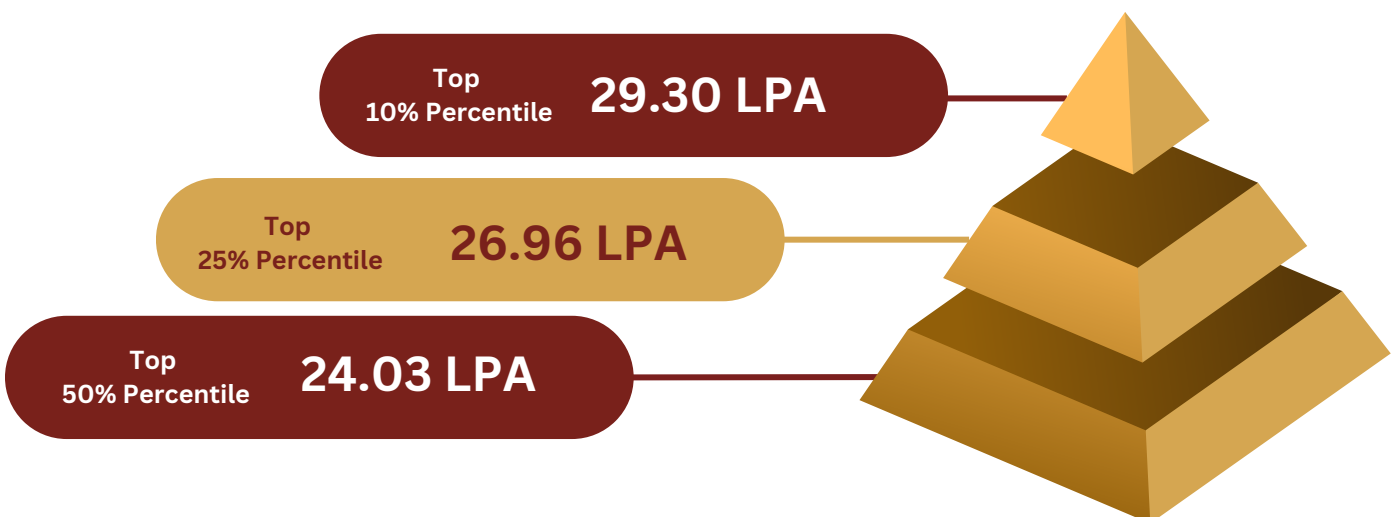 Top
10% Percentile
29.30 LPA
Top
25% Percentile
26.96 LPA
Top
50% Percentile
24.03 LPA